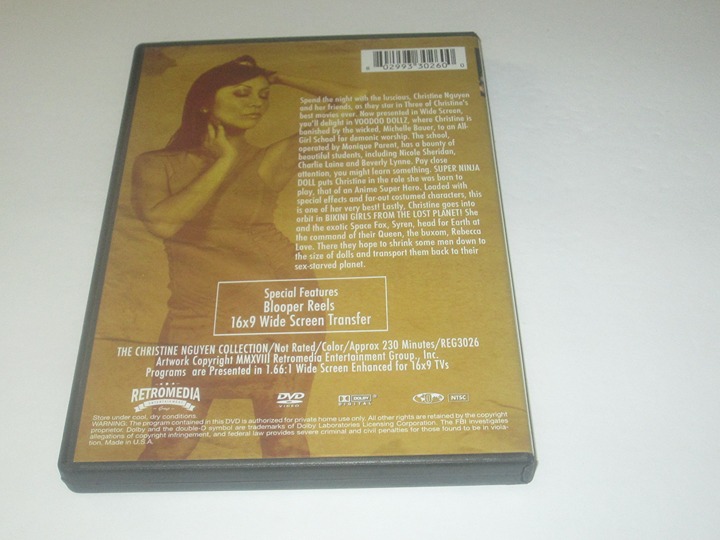 8 02993 30260 0
Spend the night with the luscious, Christine Nguyen
and her friends, as they star in Three of Christine's
best movies ever. Now presented in Wide Screen,
you'll delight in VOODOO DOLLZ, where Christine is
banished by the wicked, Michelle Bauer, to an All-
Girl School for demonic worship. The school,
operated by Monique Parent, has a bounty of
beautiful students, including Nicole Sheridan,
Charlie Laine and Beverly Lynne. Pay close
attention, you might learn something. SUPER NINJA
DOLL puts Christine in the role she was born to
play, that of an Anime Super Hero. Loaded with
special effects and far-out costumed characters, this
is one of her very best! Lastly, Christine goes into
orbit in BIKINI GIRLS FROM THE LOST PLANET! She
and the exotic Space Fox, Syren, head for Earth at
the command of their Queen, the buxom, Rebecca
Love. There they hope to shrink some men down to
the size of dolls and transport them back to their
sex-starved planet.
Special Features
Blooper Reels
16x9 Wide Screen Transfer
THE CHRISTINE NGUYEN COLLECTION/Not Rated/Color/Approx 230 Minutes/REG3026
Artwork Copyright MMXVIII Retromedia Entertainment Group, Inc.
Programs are Presented in 1.66:1 Wide Screen Enhanced for 16x9 TVs
RETROMEDIA
DVD
VIDEO
DOLBY
DIGITAL
NTSC
Store under cool, dry conditions.
WARNING: The program contained in this DVD is authorized for private home use only. All other rights are retained by the copyright
proprietor. Dolby and the double-D symbol are trademarks of Dolby Laboratories Licensing Corporation. The FBI investigates
allegations of copyright infringement, and federal law provides severe criminal and civil penalties for those found to be in viola-
tion. Made in U.S.A.